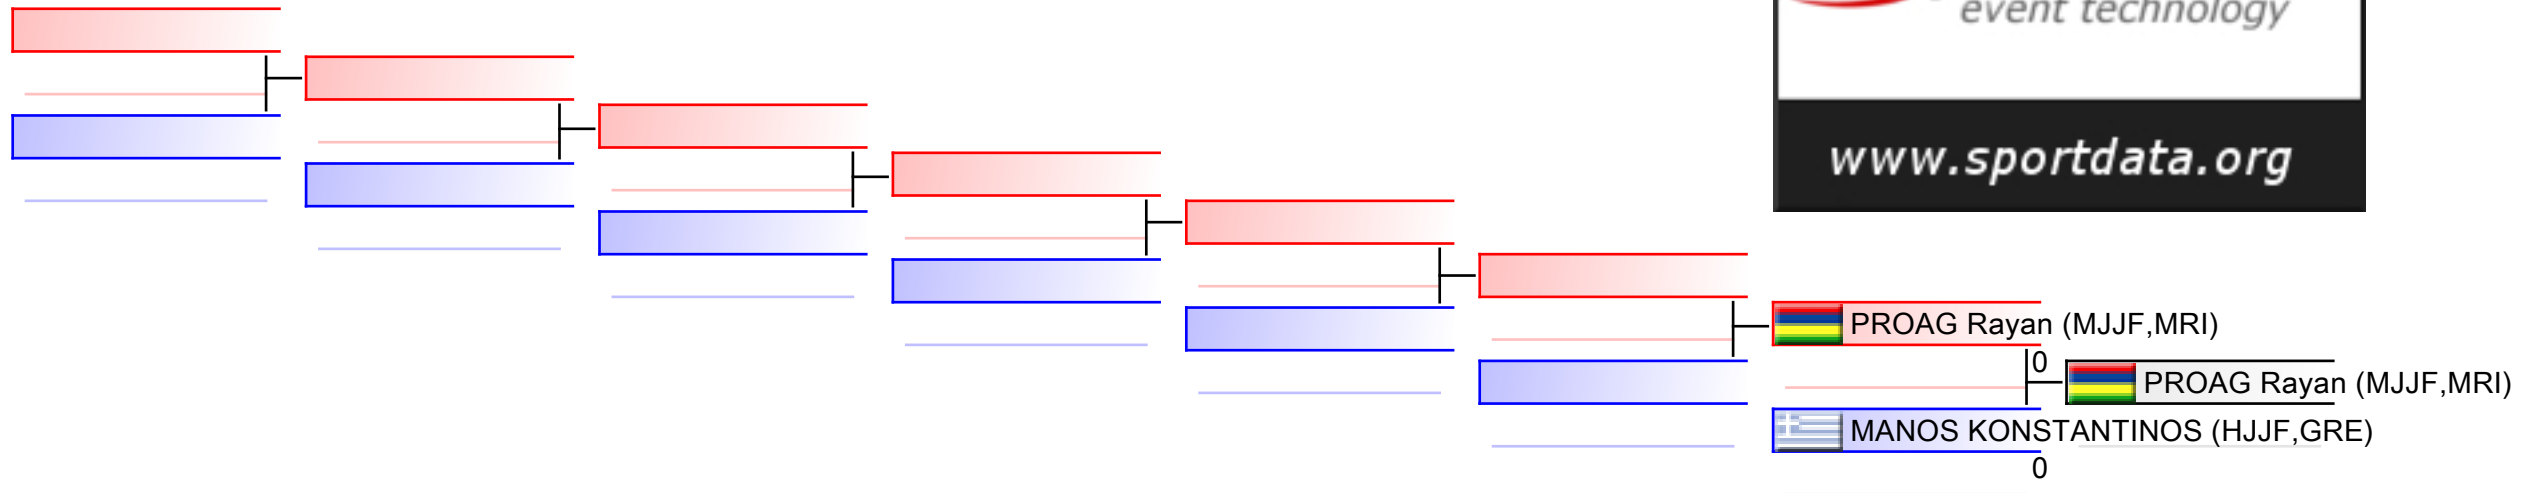 event technology
www.sportdata.org
PROAG Rayan (MJJF,MRI)
0
PROAG Rayan (MJJF,MRI)
MANOS KONSTANTINOS (HJJF,GRE)
0